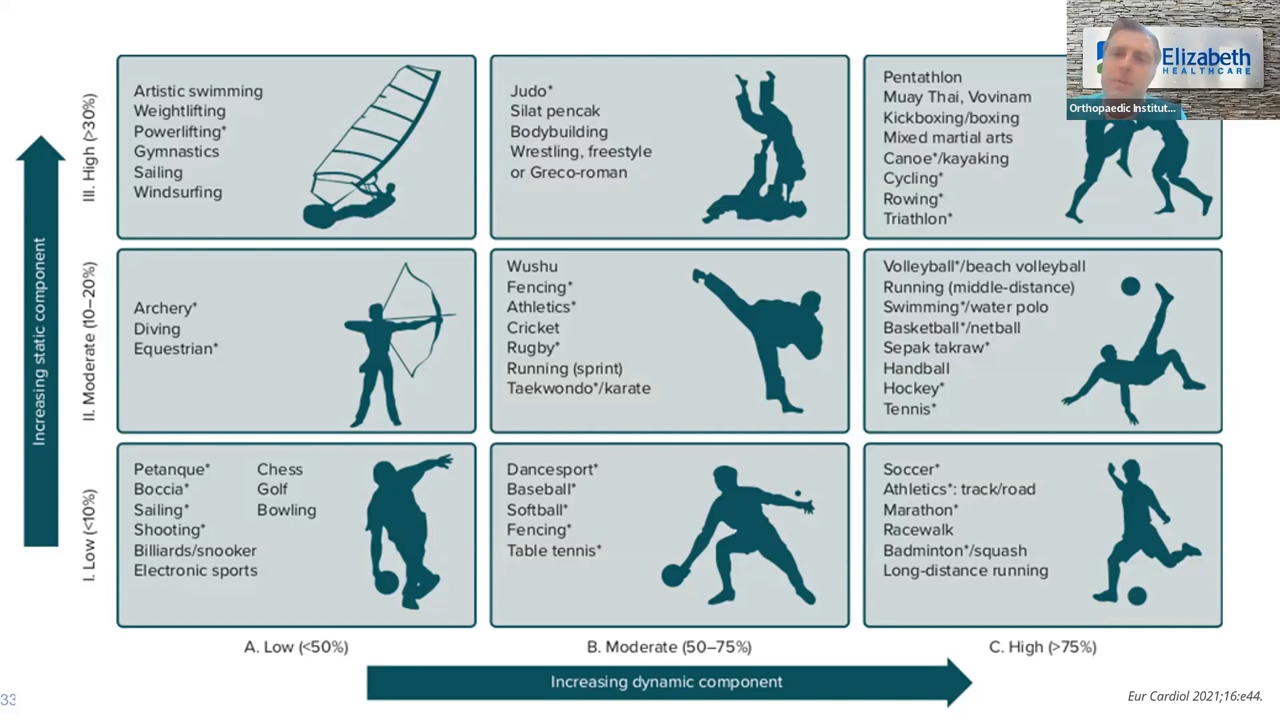 Elizabeth
HEALTHCARE
Orthopaedic Institut...
Increasing static component
III. High (>30%)
Artistic swimming
Weightlifting
Powerlifting*
Gymnastics
Sailing
Windsurfing
Judo*
Silat pencak
Bodybuilding
Wrestling, freestyle
or Greco-roman
Pentathlon
Muay Thai, Vovinam
Kickboxing/boxing
Mixed martial arts
Canoe*/kayaking
Cycling*
Rowing*
Triathlon*
II. Moderate (10–20%)
Archery*
Diving
Equestrian*
Wushu
Fencing*
Athletics*
Cricket
Rugby*
Running (sprint)
Taekwondo*/karate
Volleyball*/beach volleyball
Running (middle-distance)
Swimming*/water polo
Basketball*/netball
Sepak takraw*
Handball
Hockey*
Tennis*
I. Low (<10%)
Petanque*
Boccia*
Sailing*
Shooting*
Billiards/snooker
Electronic sports
Chess
Golf
Bowling
Dancesport*
Baseball*
Softball*
Fencing*
Table tennis*
Soccer*
Athletics*: track/road
Marathon*
Racewalk
Badminton*/squash
Long-distance running
A. Low (<50%)
B. Moderate (50–75%)
C. High (>75%)
Increasing dynamic component
33
Eur Cardiol 2021;16:e44.